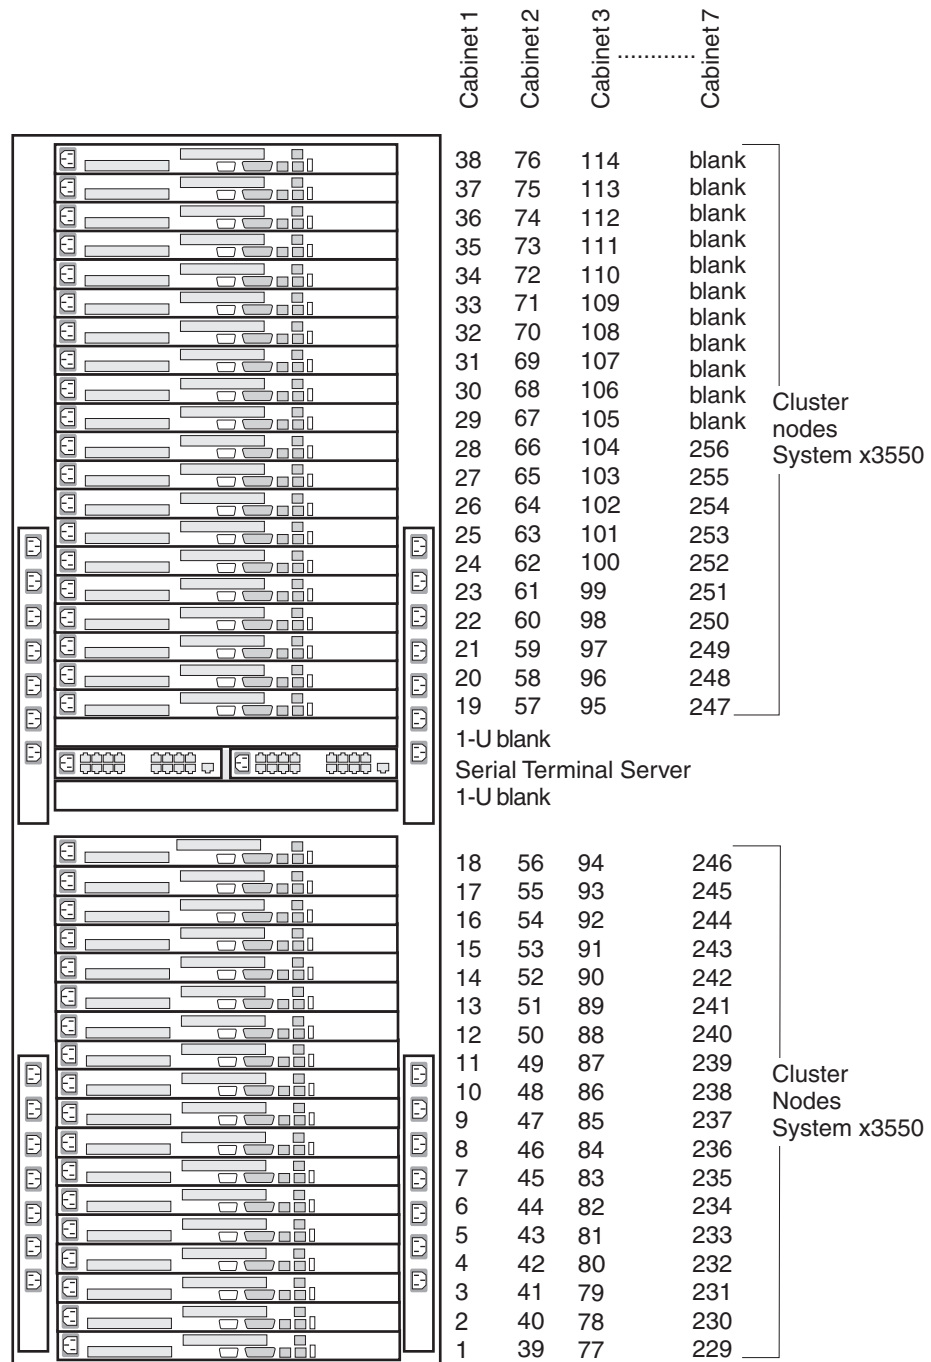 Cabinet 1 Cabinet 2 Cabinet 3 ............ Cabinet 7
38 76 114 blank
37 75 113 blank
36 74 112 blank
35 73 111 blank
34 72 110 blank
33 71 109 blank
32 70 108 blank
blank
31 69 107 blank
30 68 106 blank
29 67 105 blank
28 66 104 256
27 65 103 255
26 64 102 254
25 63 101 253
24 62 100 252
23 61 99 251
22 60 98 250
21 59 97 249
20 58 96 248
19 57 95 247
Cluster
nodes
System x3550
1-U blank
Serial Terminal Server
1-U blank
18 56 94 246
17 55 93 245
16 54 92 244
15 53 91 243
14 52 90 242
13 51 89 241
12 50 88 240
11 49 87 239
10 48 86 238
9 47 85 237
8 46 84 236
7 45 83 235
6 44 82 234
5 43 81 233
4 42 80 232
3 41 79 231
2 40 78 230
1 39 77 229
Cluster
Nodes
System x3550